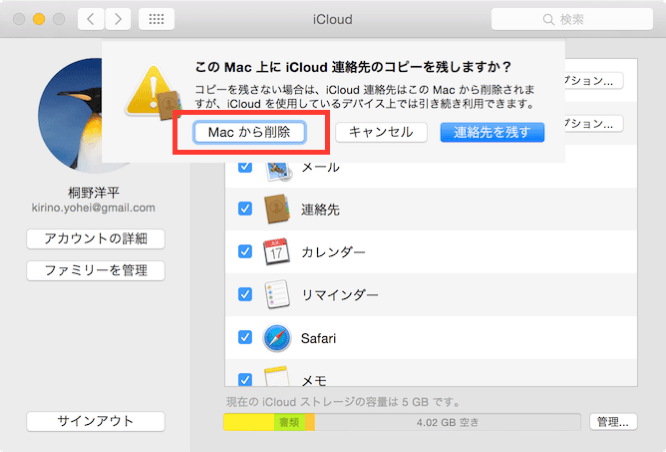 iCloud
検索
この Mac 上に iCloud 連絡先のコピーを残しますか？
コピーを残さない場合は、iCloud 連絡先はこの Mac から削除されま
すが、iCloud を使用しているデバイス上では引き続き利用できます。
Mac から削除
キャンセル
連絡先を残す
プション...
プション...
桐野洋平
kirino.yohei@gmail.com
アカウントの詳細
ファミリーを管理
サインアウト
メール
連絡先
JUL
17
カレンダー
リマインダー
Safari
メモ
現在の iCloud ストレージの容量は 5 GB です。
書類
4.02 GB 空き
管理...